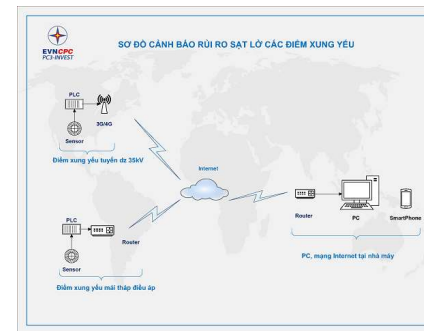 EVNCPC
PC3-INVEST
SƠ ĐỒ CẢNH BÁO RỦI RO SẠT LỞ CÁC ĐIỂM XUNG YẾU
PLC
3G/4G
Sensor
Điểm xung yếu tuyến dz 35kV
Internet
PLC
Router
Sensor
Điểm xung yếu mái tháp điều áp
Router
PC
SmartPhone
PC, mạng Internet tại nhà máy